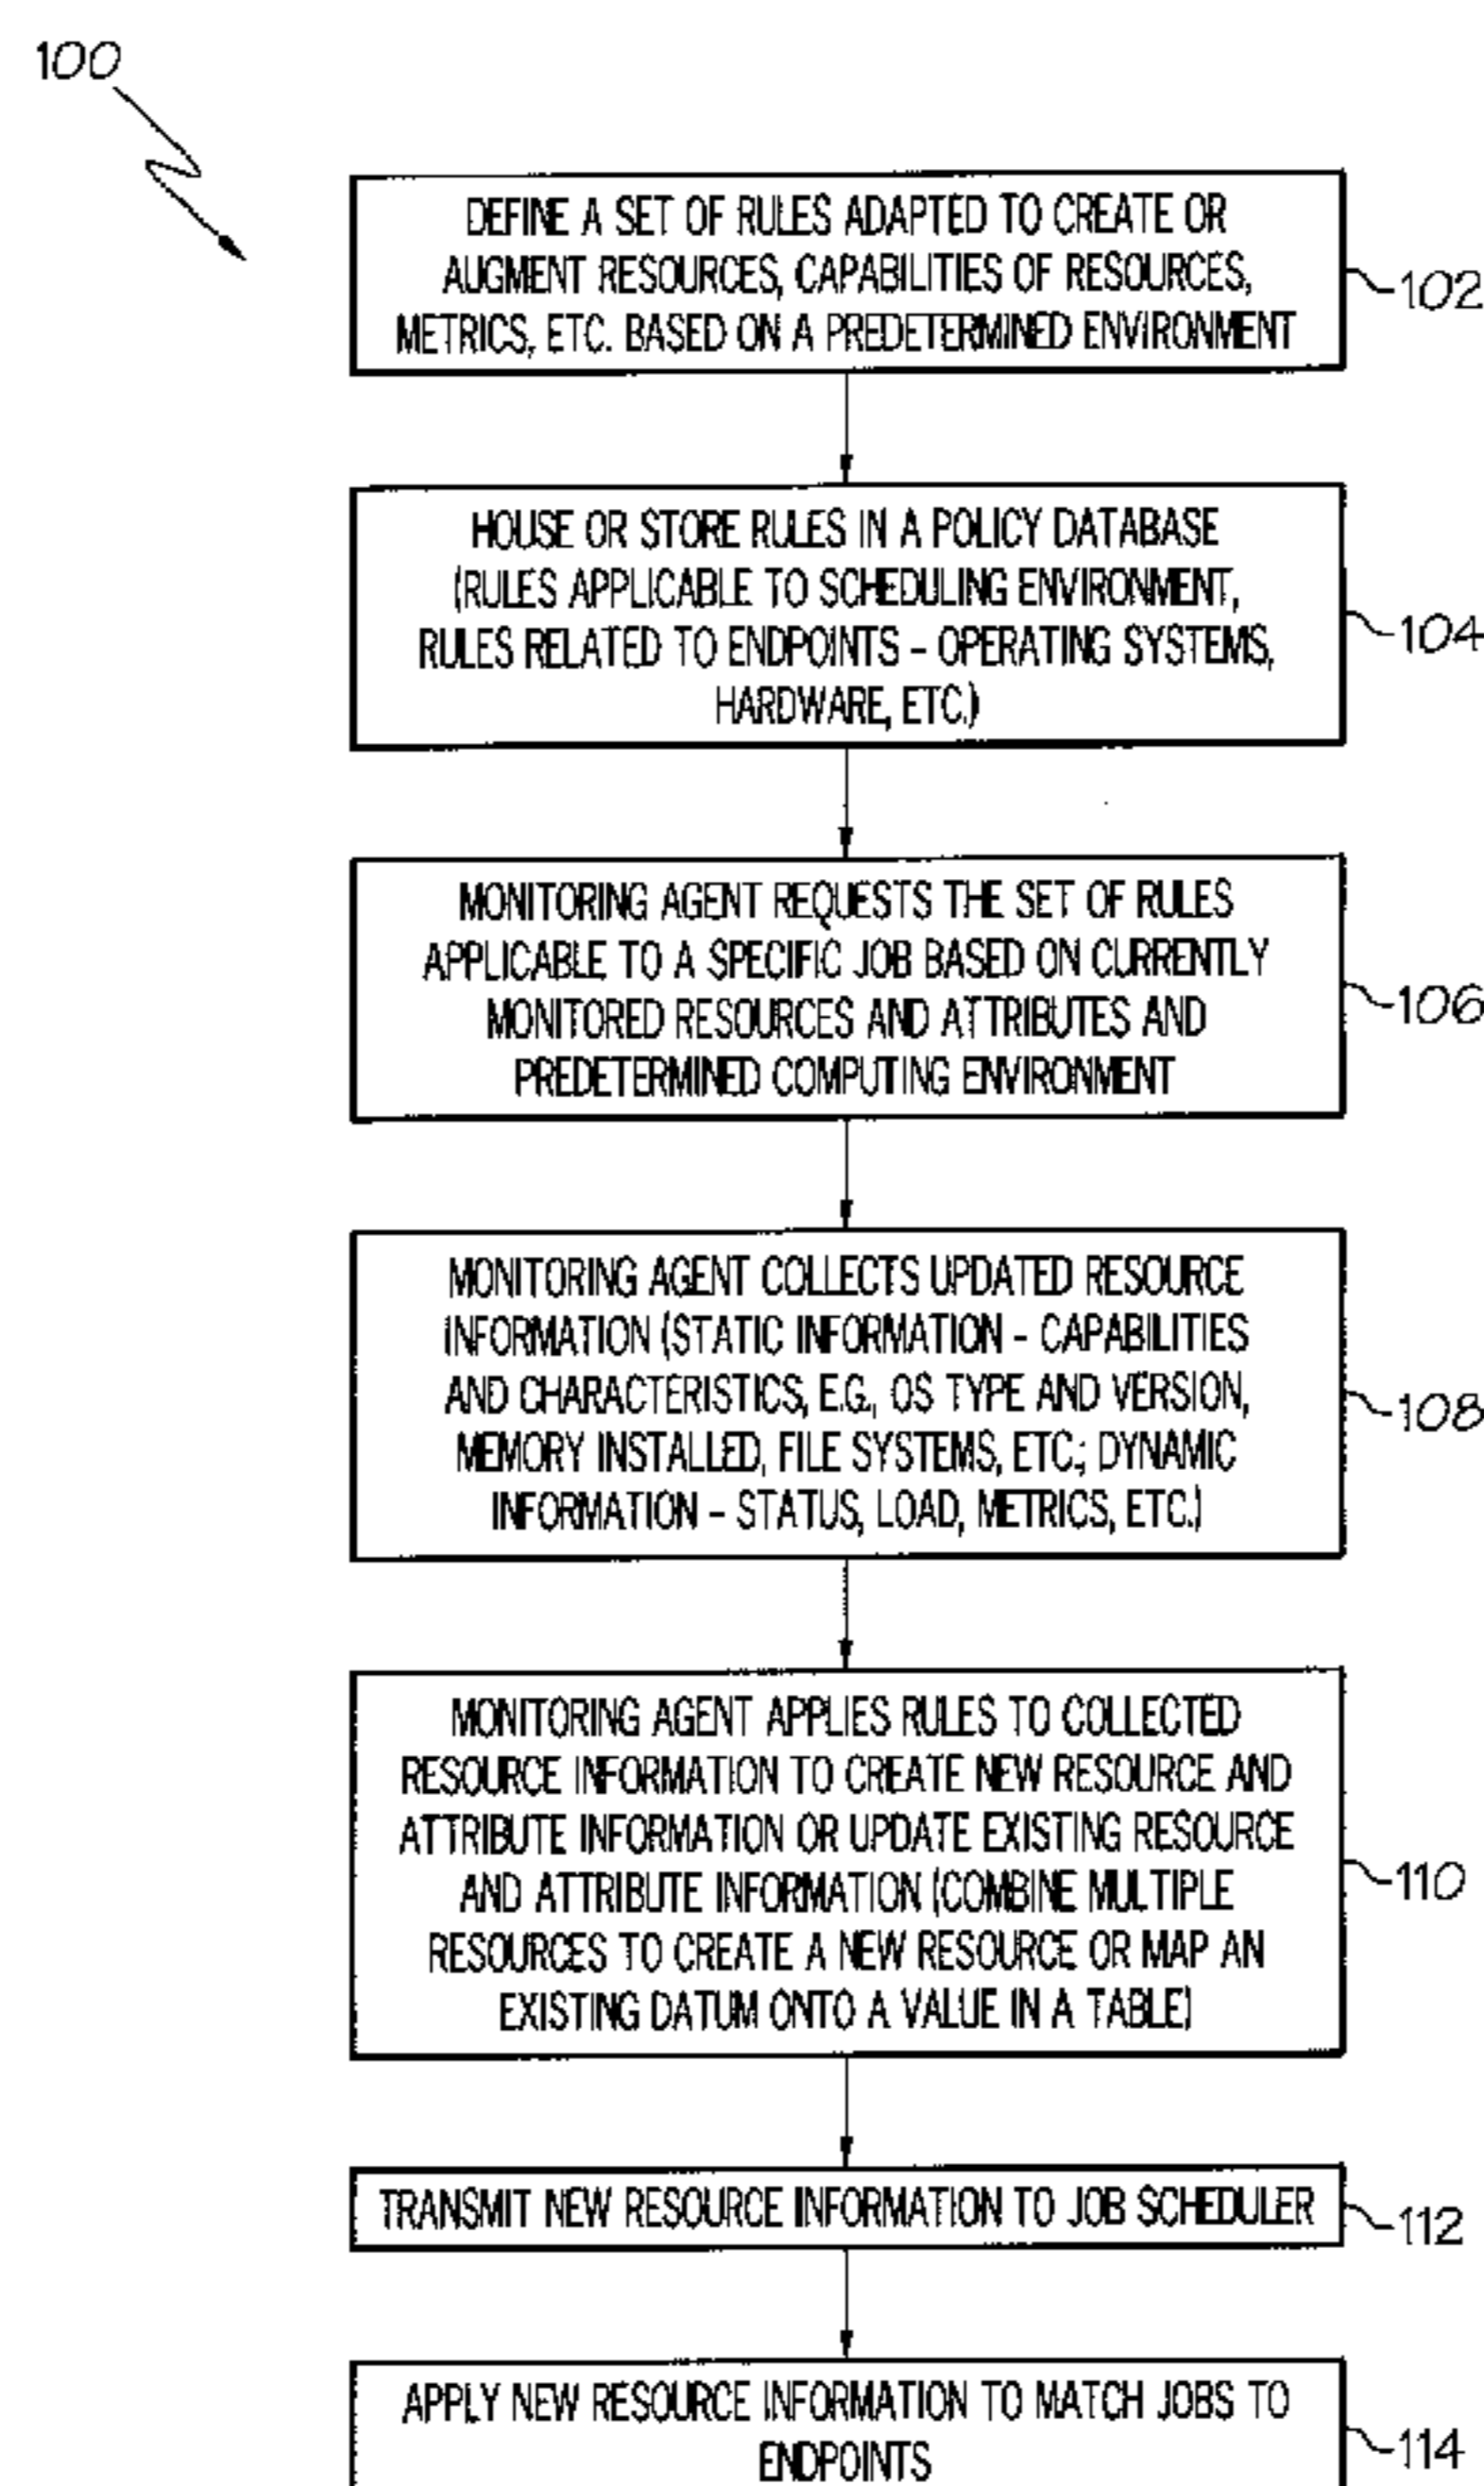 100
DEFINE A SET OF RULES ADAPTED TO CREATE OR
AUGMENT RESOURCES, CAPABILITIES OF RESOURCES,
METRICS, ETC. BASED ON A PREDETERMINED ENVIRONMENT
102
HOUSE OR STORE RULES IN A POLICY DATABASE
(RULES APPLICABLE TO SCHEDULING ENVIRONMENT,
RULES RELATED TO ENDPOINTS – OPERATING SYSTEMS,
HARDWARE, ETC.)
104
MONITORING AGENT REQUESTS THE SET OF RULES
APPLICABLE TO A SPECIFIC JOB BASED ON CURRENTLY
MONITORED RESOURCES AND ATTRIBUTES AND
PREDETERMINED COMPUTING ENVIRONMENT
106
MONITORING AGENT COLLECTS UPDATED RESOURCE
INFORMATION (STATIC INFORMATION – CAPABILITIES
AND CHARACTERISTICS, E.G., OS TYPE AND VERSION,
MEMORY INSTALLED, FILE SYSTEMS, ETC.; DYNAMIC
INFORMATION – STATUS, LOAD, METRICS, ETC.)
108
MONITORING AGENT APPLIES RULES TO COLLECTED
RESOURCE INFORMATION TO CREATE NEW RESOURCE AND
ATTRIBUTE INFORMATION OR UPDATE EXISTING RESOURCE
AND ATTRIBUTE INFORMATION (COMBINE MULTIPLE
RESOURCES TO CREATE A NEW RESOURCE OR MAP AN
EXISTING DATUM ONTO A VALUE IN A TABLE)
110
TRANSMIT NEW RESOURCE INFORMATION TO JOB SCHEDULER
112
APPLY NEW RESOURCE INFORMATION TO MATCH JOBS TO
ENDPOINTS
114